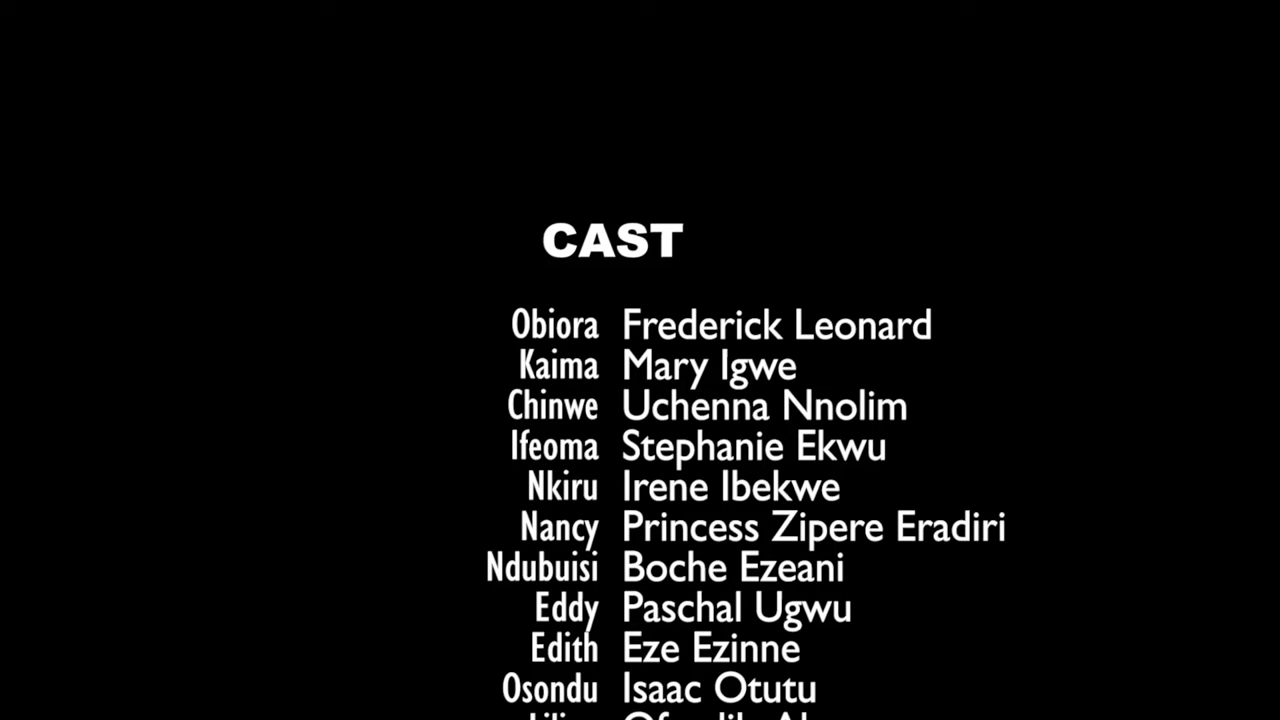 CAST
Obiora Frederick Leonard
Kaima Mary Igwe
Chinwe Uchenna Nnolim
Ifeoma Stephanie Ekwu
Nkiru Irene Ibekwe
Nancy Princess Zipere Eradiri
Ndubuisi Boche Ezeani
Eddy Paschal Ugwu
Edith Eze Ezinne
Osondu Isaac Otutu